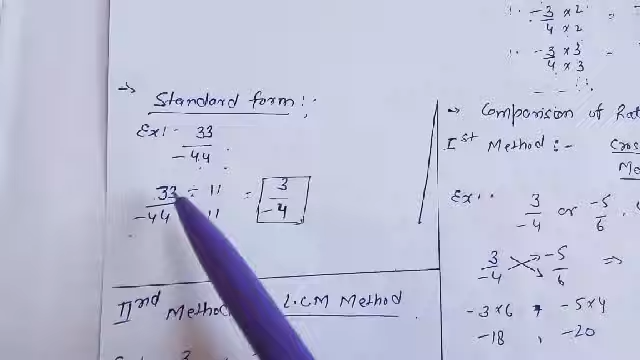 → Standard form :-
Ex:- 33
-44
33 ÷ 11 = 3
-44 11 -4
IInd Method L.C.M Method
-3 x 2
4 x 2
-3 x 3
4 x 3
→ Comparision of
Ist Method :-
Ex:- 3 or -5
-4 6
3 -5 ⇒
-4 6
-3 x 6 , -5 x 4
-18 , -20